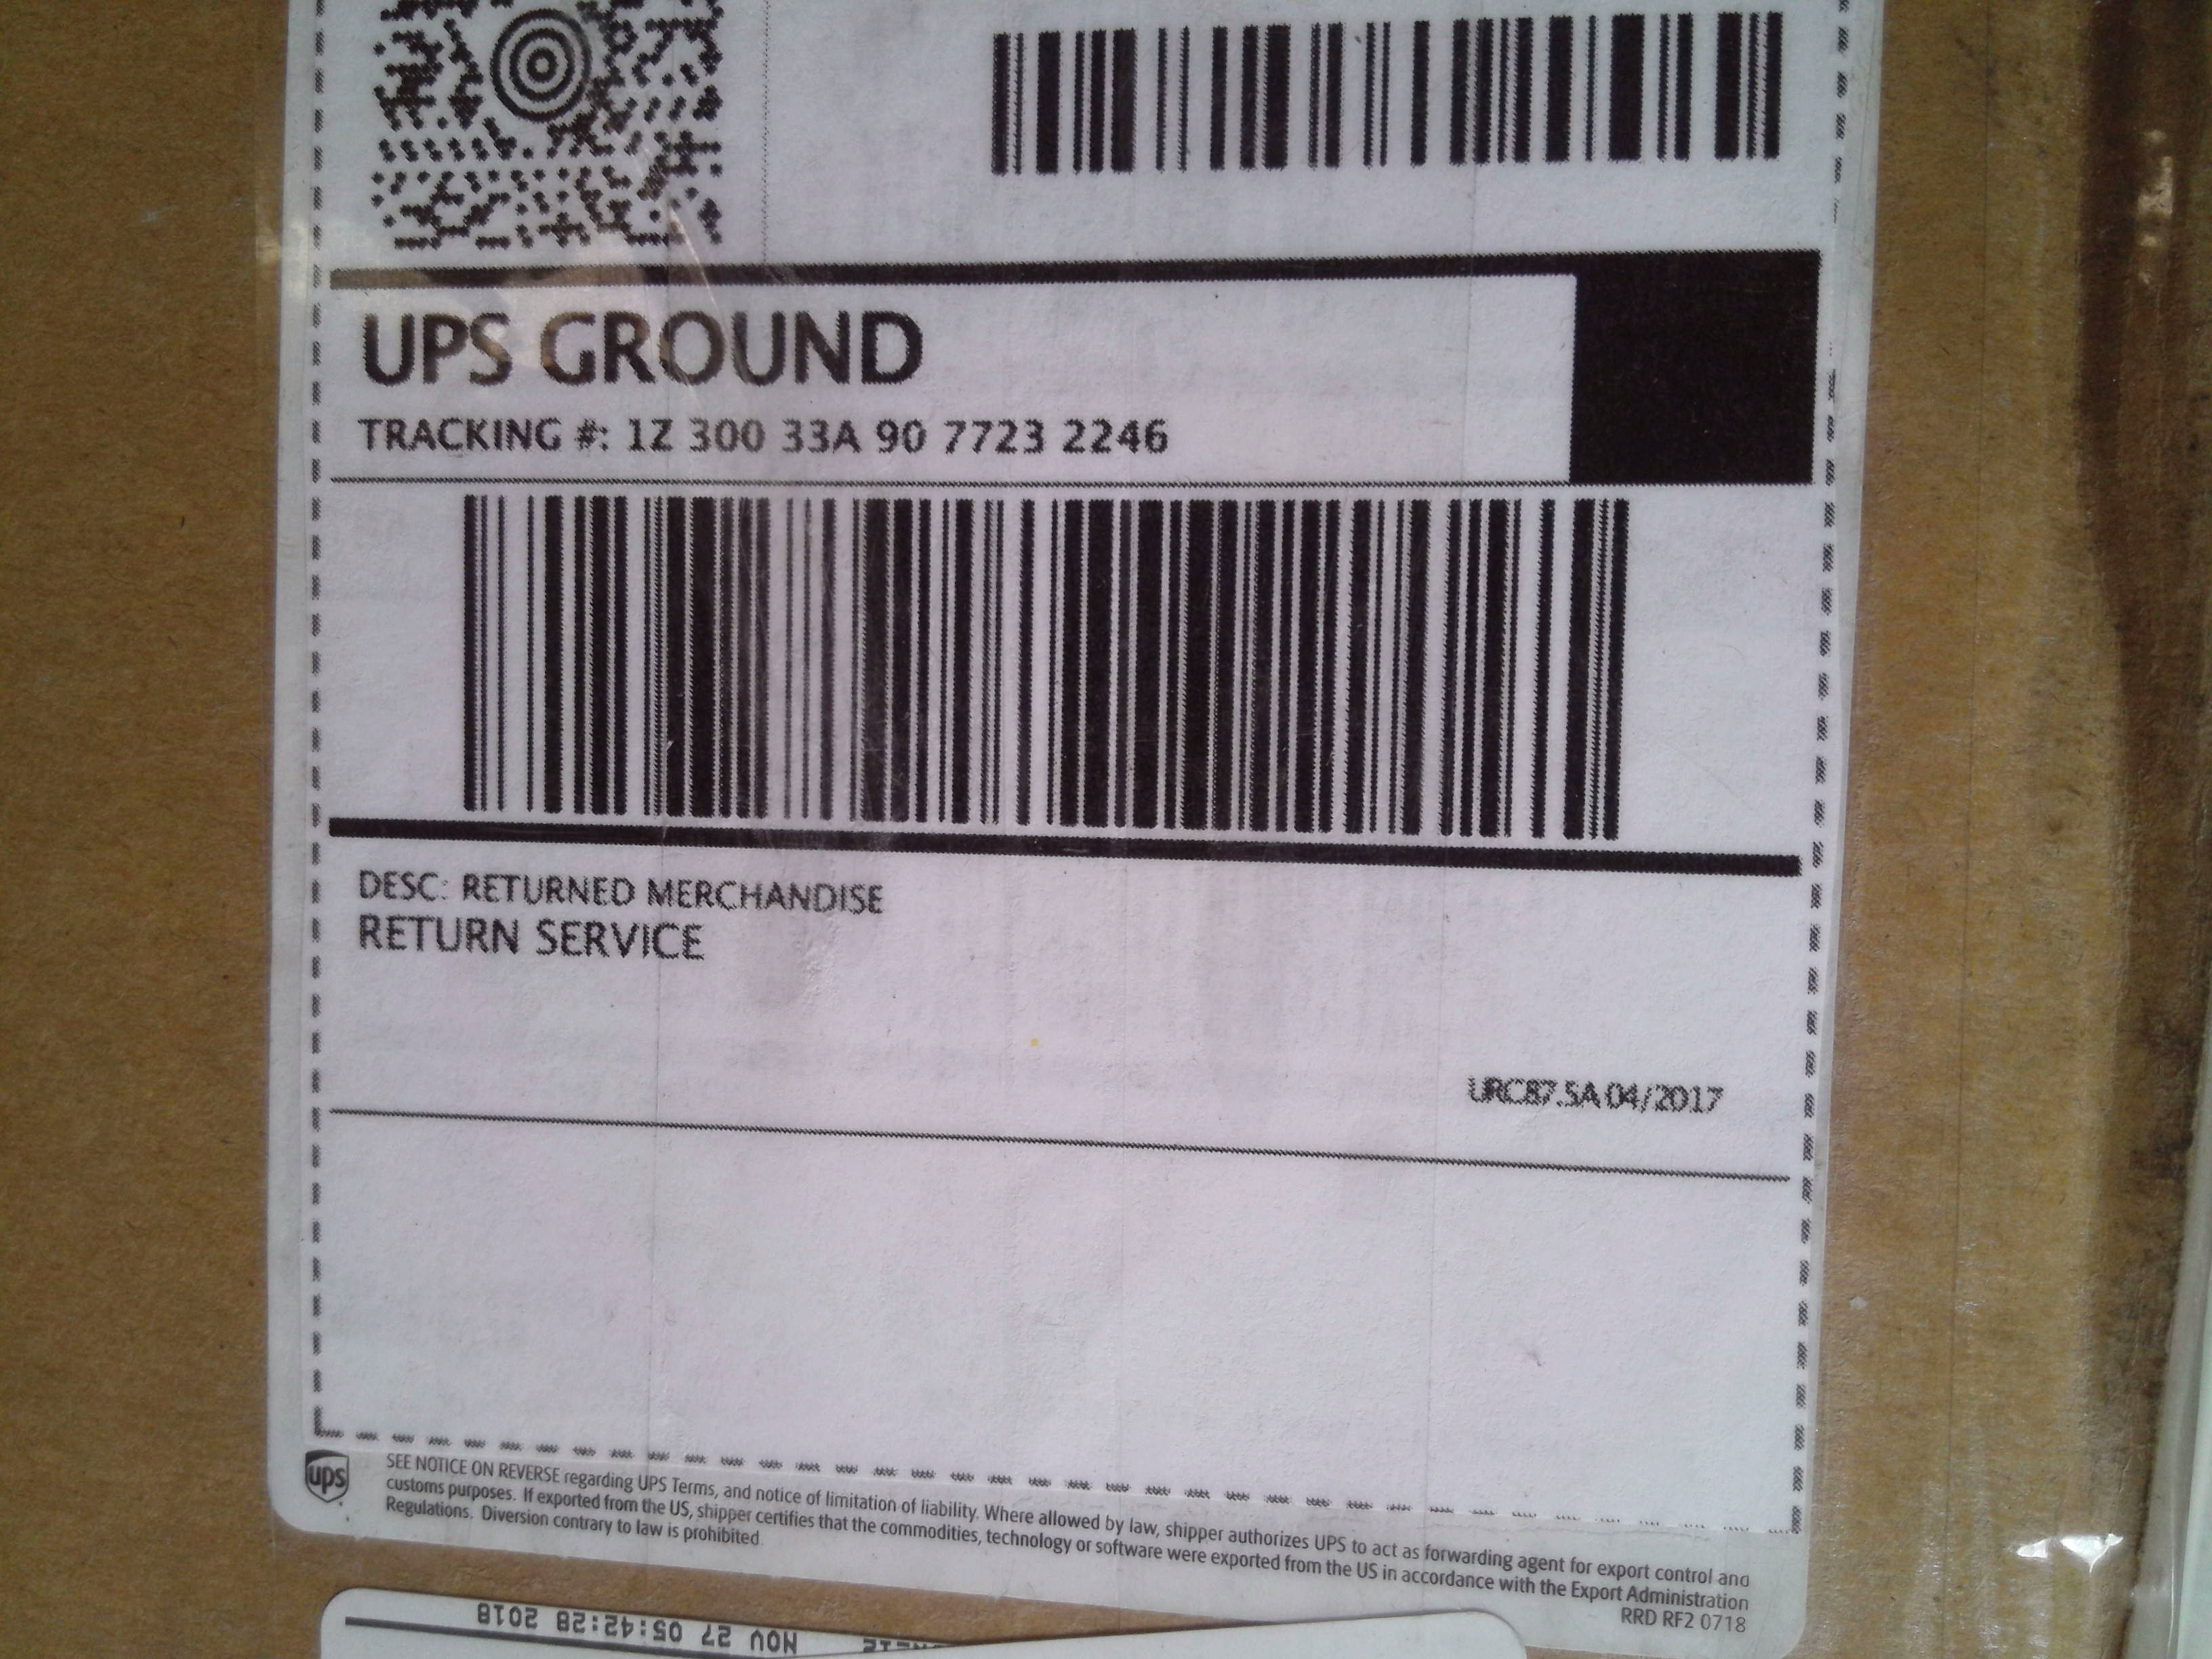 UPS GROUND
TRACKING #: 1Z 300 33A 90 7723 2246
DESC: RETURNED MERCHANDISE
RETURN SERVICE
URC87.5A 04/2017
ups
SEE NOTICE ON REVERSE regarding UPS Terms, and notice of limitation of liability. Where allowed by law, shipper authorizes UPS to act as forwarding agent for export control and
customs purposes. If exported from the US, shipper certifies that the commodities, technology or software were exported from the US in accordance with the Export Administration
Regulations. Diversion contrary to law is prohibited.
RRD RF2 0718
NOV 27 05:42:28 2018